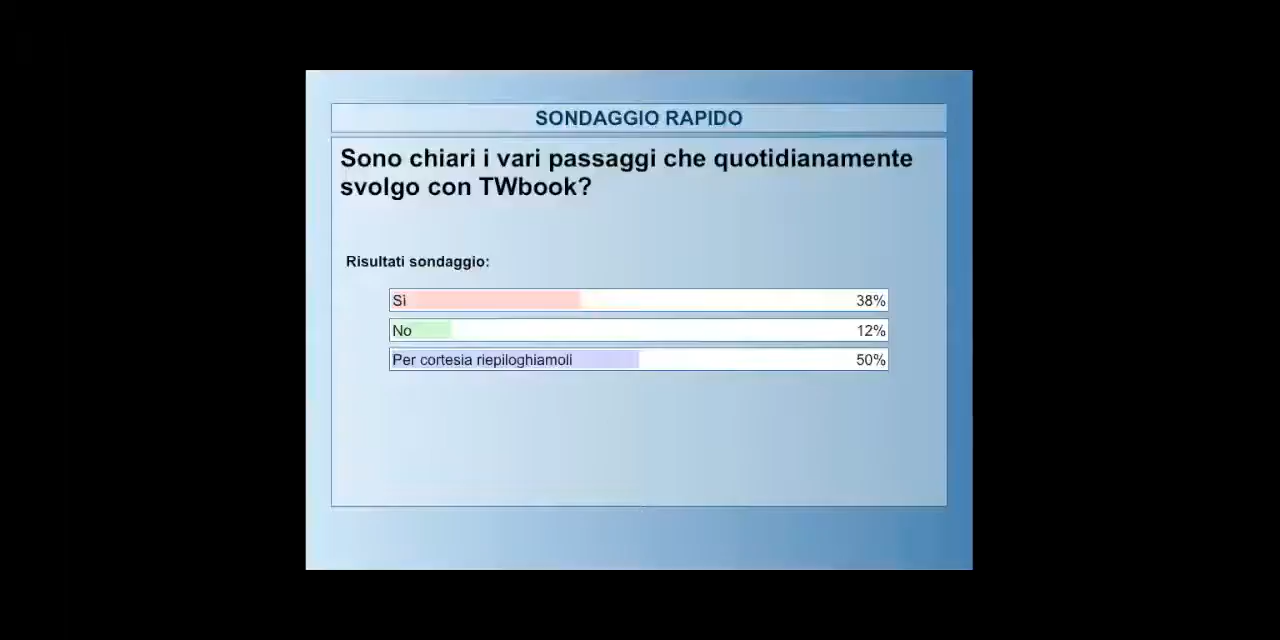 SONDAGGIO RAPIDO
Sono chiari i vari passaggi che quotidianamente
svolgo con TWbook?
Risultati sondaggio:
Sì 38%
No 12%
Per cortesia riepiloghiamoli 50%